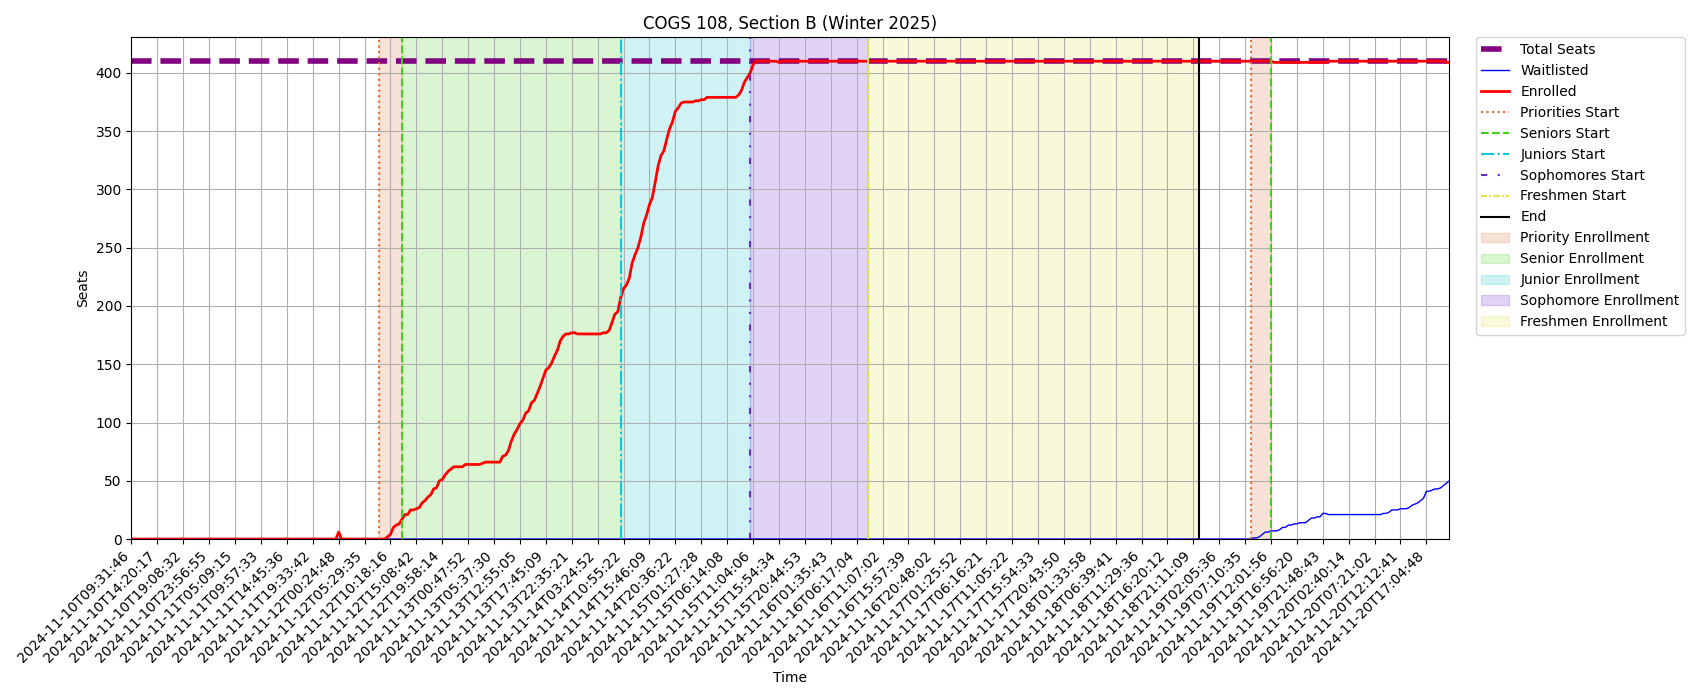 COGS 108, Section B (Winter 2025)
Seats
400
350
300
250
200
150
100
50
0
2024-11-10T09:31:46
2024-11-10T14:20:17
2024-11-10T19:08:32
2024-11-10T23:56:55
2024-11-11T05:09:15
2024-11-11T09:57:33
2024-11-11T14:45:36
2024-11-11T19:33:42
2024-11-12T00:24:48
2024-11-12T05:29:35
2024-11-12T10:18:16
2024-11-12T15:08:42
2024-11-12T19:58:14
2024-11-13T00:47:52
2024-11-13T05:37:30
2024-11-13T12:55:05
2024-11-13T17:45:09
2024-11-13T22:35:21
2024-11-14T03:24:52
2024-11-14T10:55:22
2024-11-14T15:46:09
2024-11-14T20:36:22
2024-11-15T01:27:28
2024-11-15T06:14:08
2024-11-15T11:04:06
2024-11-15T15:54:34
2024-11-15T20:44:53
2024-11-16T01:35:43
2024-11-16T06:17:04
2024-11-16T11:07:02
2024-11-16T15:57:39
2024-11-16T20:48:02
2024-11-17T01:25:52
2024-11-17T06:16:21
2024-11-17T11:05:22
2024-11-17T15:54:33
2024-11-17T20:43:50
2024-11-18T01:33:58
2024-11-18T06:39:41
2024-11-18T11:29:36
2024-11-18T16:20:12
2024-11-18T21:11:09
2024-11-19T02:05:36
2024-11-19T07:10:35
2024-11-19T12:01:56
2024-11-19T16:56:20
2024-11-19T21:48:43
2024-11-20T02:40:14
2024-11-20T07:21:02
2024-11-20T12:12:41
2024-11-20T17:04:48
Time
Total Seats
Waitlisted
Enrolled
Priorities Start
Seniors Start
Juniors Start
Sophomores Start
Freshmen Start
End
Priority Enrollment
Senior Enrollment
Junior Enrollment
Sophomore Enrollment
Freshmen Enrollment